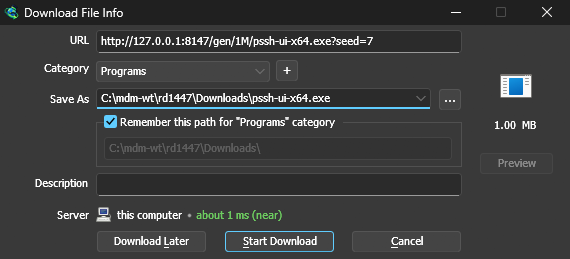 Download File Info
URL
http://127.0.0.1:8147/gen/1M/pssh-ui-x64.exe?seed=7
Category
Programs
+
Save As
C:\mdm-wt\rd1447\Downloads\pssh-ui-x64.exe
...
Remember this path for "Programs" category
C:\mdm-wt\rd1447\Downloads\
1.00 MB
Preview
Description
Server
this computer • about 1 ms (near)
Download Later
Start Download
Cancel